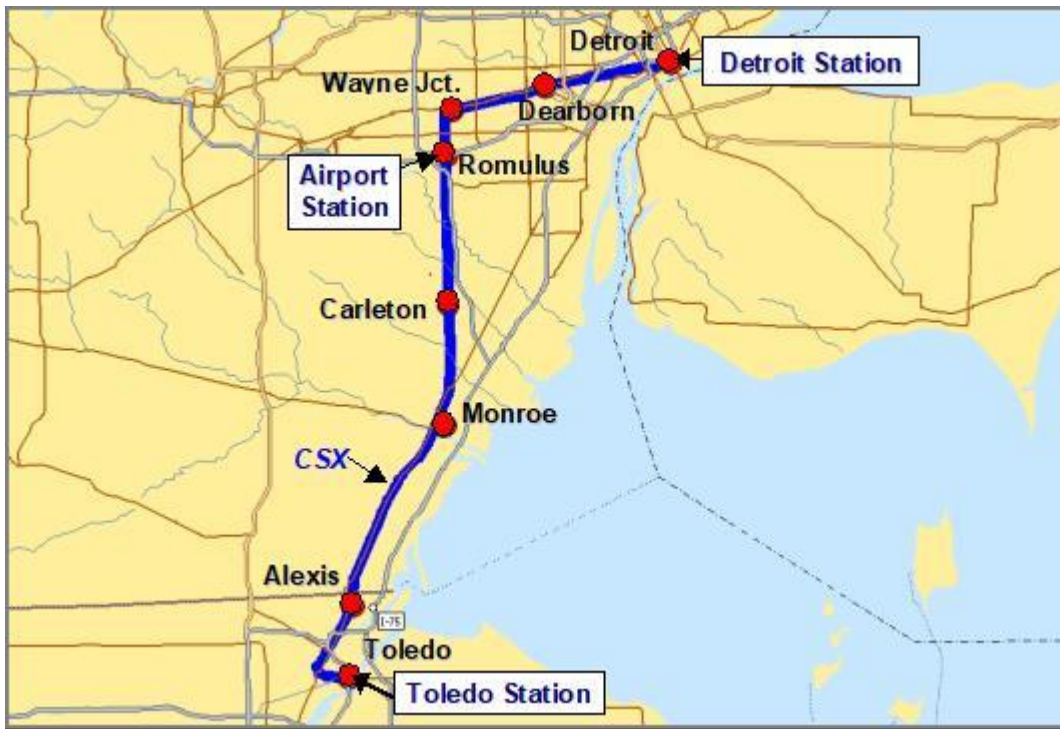 Detroit
Detroit Station
Wayne Jct.
Dearborn
Airport
Station
Romulus
Carleton
Monroe
CSX
Alexis
I-75
Toledo
Toledo Station